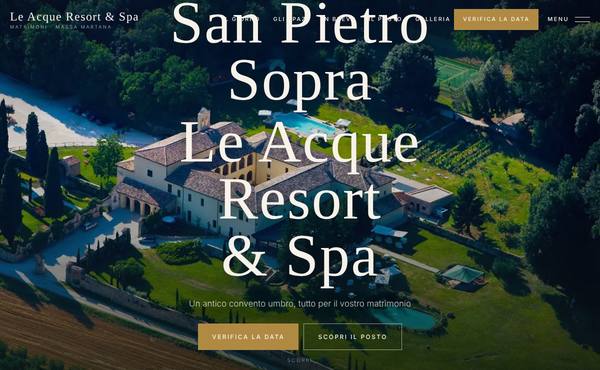 Le Acque Resort & Spa
MATRIMONI · MASSA MARTANA
VERIFICA LA DATA
MENU
San Pietro
Sopra
Le Acque
Resort
& Spa
Un antico convento umbro, tutto per il vostro matrimonio
VERIFICA LA DATA
SCOPRI IL POSTO
SCORRI